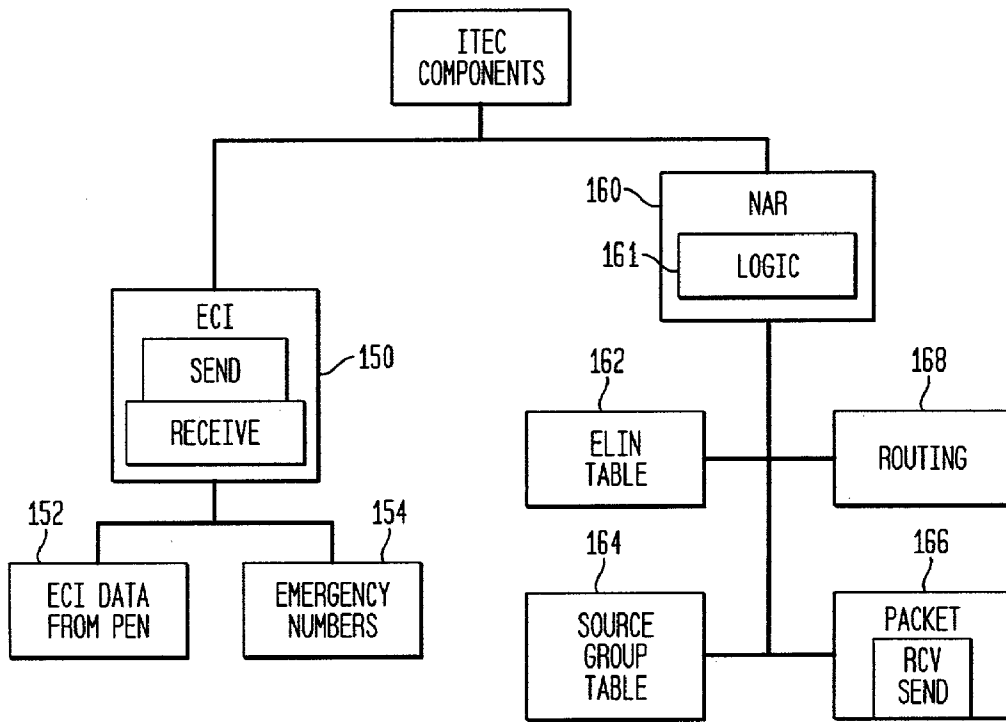 ITEC
COMPONENTS
160
NAR
161
LOGIC
ECI
SEND
RECEIVE
150
162
ELIN
TABLE
168
ROUTING
152
ECI DATA
FROM PEN
154
EMERGENCY
NUMBERS
164
SOURCE
GROUP
TABLE
166
PACKET
RCV
SEND